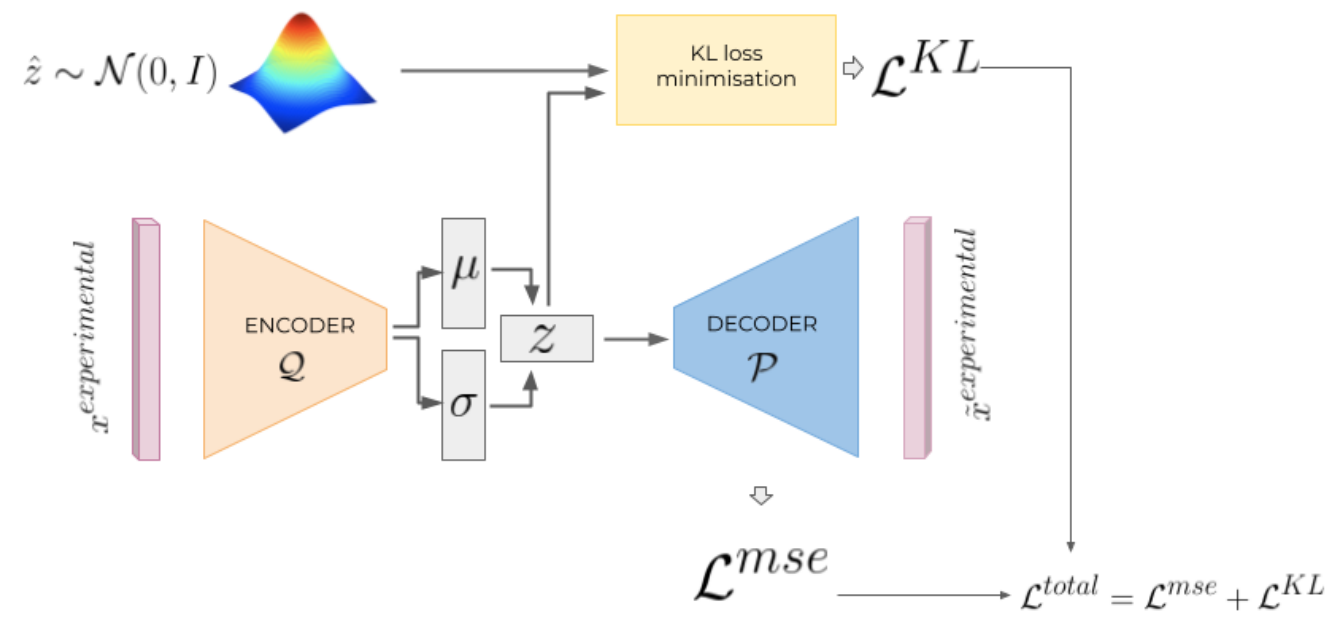 ẑ ∼ 𝒩(0, I)
KL loss
minimisation
ℒ^{KL}
x^{experimental}
ENCODER
𝒬
μ
σ
z
DECODER
𝒫
x̃^{experimental}
ℒ^{mse}
ℒ^{total} = ℒ^{mse} + ℒ^{KL}